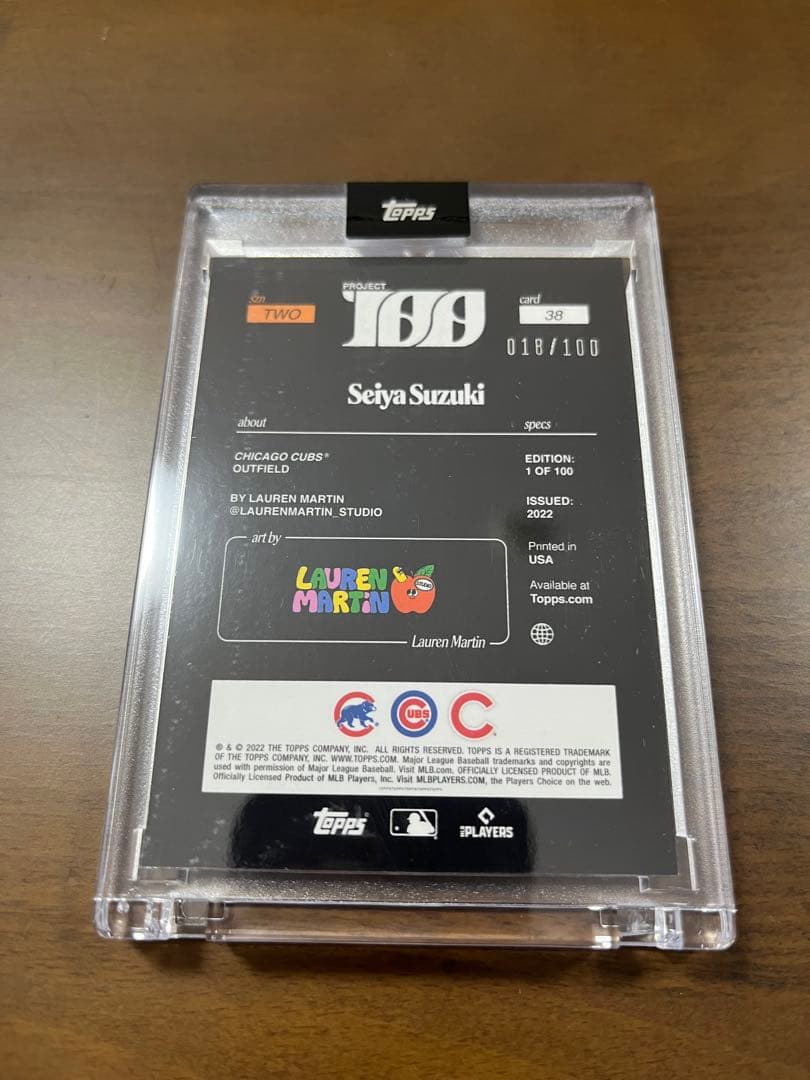 TOPPS
szn
TWO
PROJECT
100
card
38
018/100
Seiya Suzuki
about
specs
CHICAGO CUBS®
OUTFIELD
EDITION:
1 OF 100
BY LAUREN MARTIN
@LAURENMARTIN_STUDIO
ISSUED:
2022
art by
LAUREN
MARTiN
STUDIO
Lauren Martin
Printed in
USA
Available at
Topps.com
UBS
® & © 2022 THE TOPPS COMPANY, INC. ALL RIGHTS RESERVED. TOPPS IS A REGISTERED TRADEMARK
OF THE TOPPS COMPANY, INC. WWW.TOPPS.COM. Major League Baseball trademarks and copyrights are
used with permission of Major League Baseball. Visit MLB.com. OFFICIALLY LICENSED PRODUCT OF MLB.
Officially Licensed Product of MLB Players, Inc. Visit MLBPLAYERS.COM, the Players Choice on the web.
TOPPS
PLAYERS